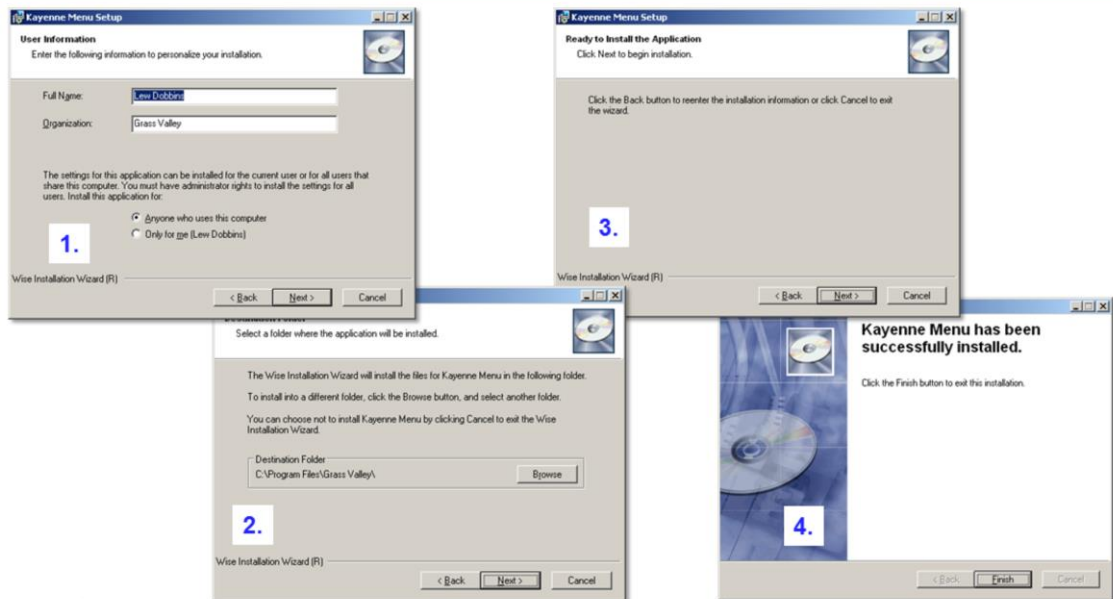 Kayenne Menu Setup
User Information
Enter the following information to personalize your installation.
Full Name:
Lew Dobbins
Organization:
Grass Valley
The settings for this application can be installed for the current user or for all users that
share this computer. You must have administrator rights to install the settings for all
users. Install this application for:
Anyone who uses this computer
Only for me (Lew Dobbins)
1.
Wise Installation Wizard (R)
< Back
Next >
Cancel
Select a folder where the application will be installed.
The Wise Installation Wizard will install the files for Kayenne Menu in the following folder.
To install into a different folder, click the Browse button, and select another folder.
You can choose not to install Kayenne Menu by clicking Cancel to exit the Wise
Installation Wizard.
Destination Folder
C:\Program Files\Grass Valley\
Browse
2.
Wise Installation Wizard (R)
< Back
Next >
Cancel
Kayenne Menu Setup
Ready to Install the Application
Click Next to begin installation.
Click the Back button to reenter the installation information or click Cancel to exit
the wizard.
3.
Wise Installation Wizard (R)
< Back
Next >
Cancel
Kayenne Menu has been
successfully installed.
Click the Finish button to exit this installation.
4.
< Back
Finish
Cancel